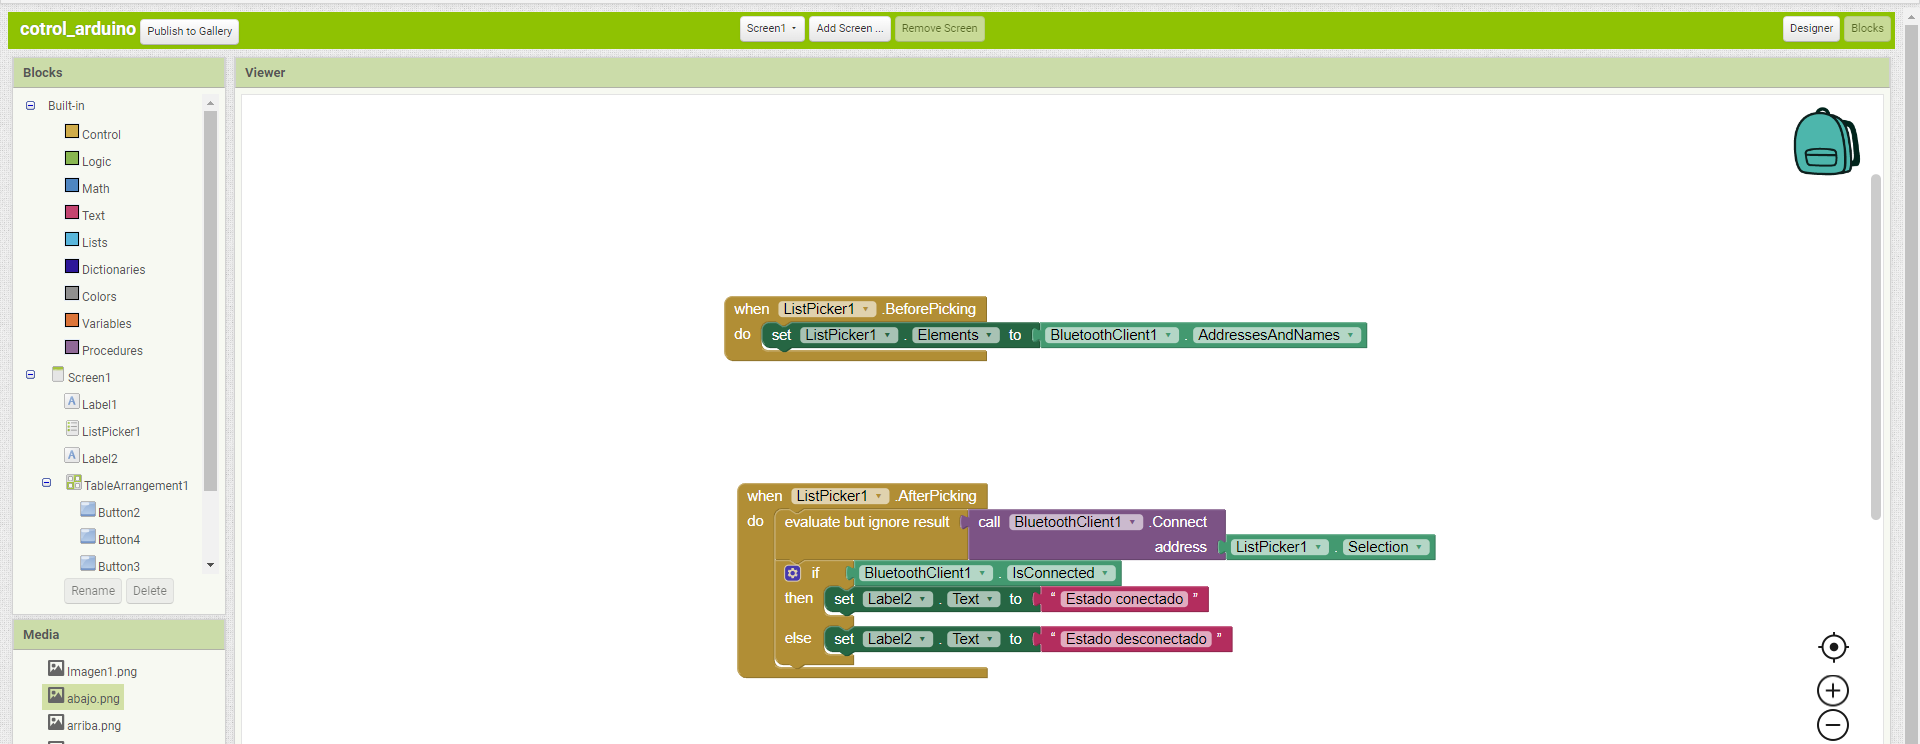 cotrol_arduino Publish to Gallery Screen1 Add Screen ... Remove Screen Designer Blocks
Blocks
Built-in
Control
Logic
Math
Text
Lists
Dictionaries
Colors
Variables
Procedures
Screen1
Label1
ListPicker1
Label2
TableArrangement1
Button2
Button4
Button3
Rename Delete
Media
Imagen1.png
abajo.png
arriba.png
Viewer
when ListPicker1 .BeforePicking
do set ListPicker1 . Elements to BluetoothClient1 . AddressesAndNames
when ListPicker1 .AfterPicking
do evaluate but ignore result call BluetoothClient1 .Connect
address ListPicker1 . Selection
if BluetoothClient1 . IsConnected
then set Label2 . Text to “ Estado conectado ”
else set Label2 . Text to “ Estado desconectado ”